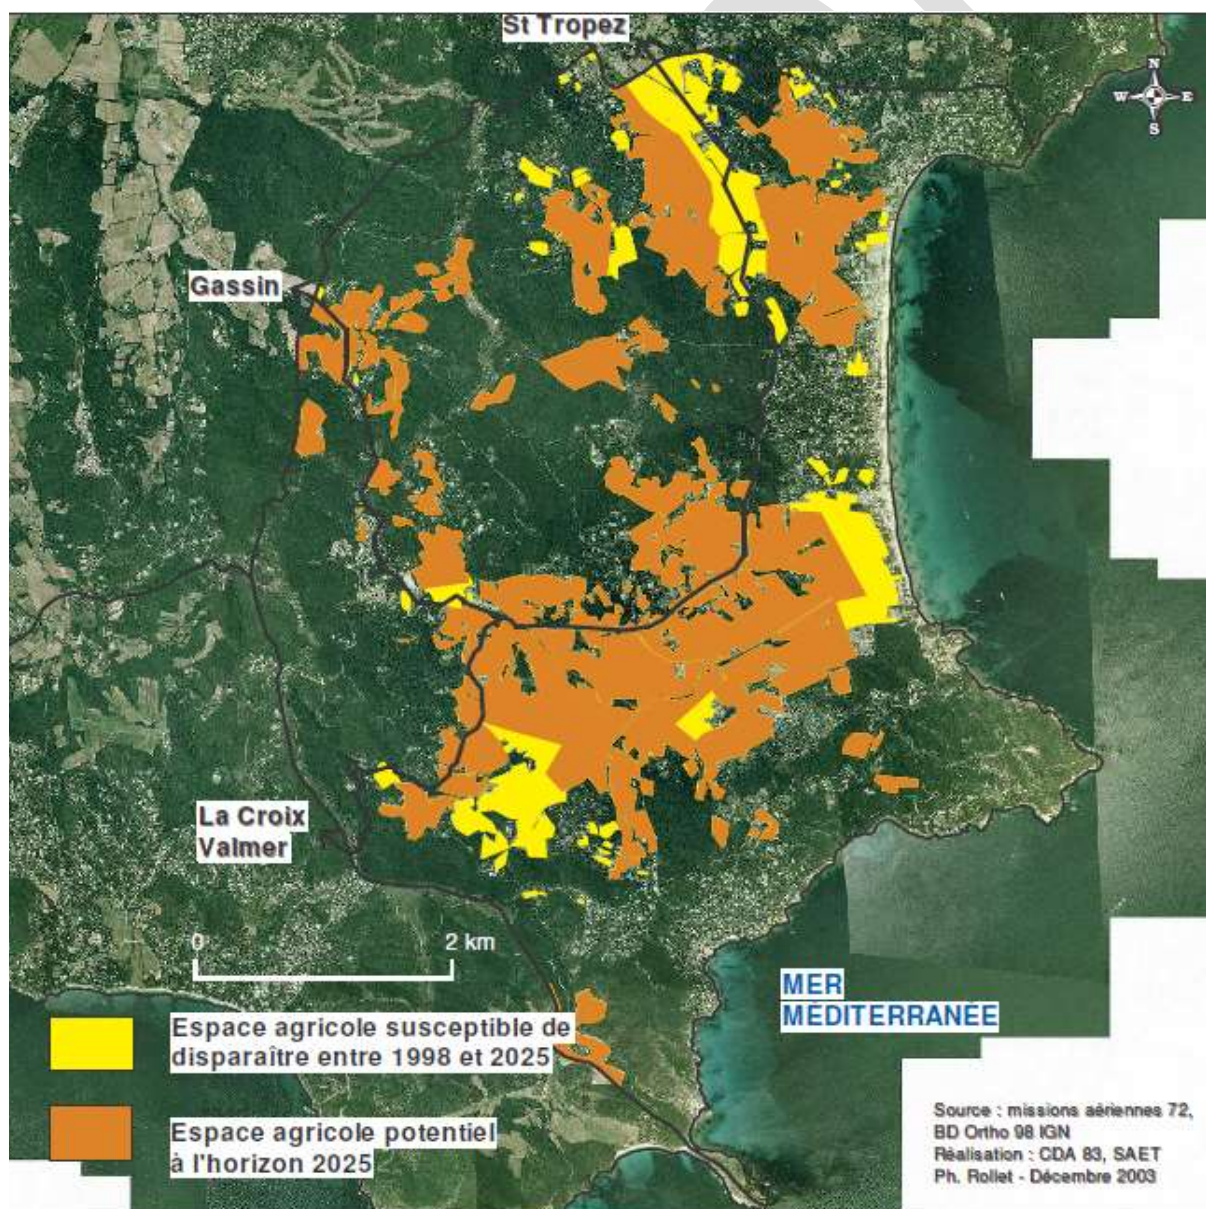 St Tropez
N
W E
S
Gassin
La Croix
Valmer
0 2 km
MER
MÉDITERRANÉE
Espace agricole susceptible de
disparaître entre 1998 et 2025
Espace agricole potentiel
à l'horizon 2025
Source : missions aériennes 72,
BD Ortho 98 IGN
Réalisation : CDA 83, SAET
Ph. Rollet - Décembre 2003